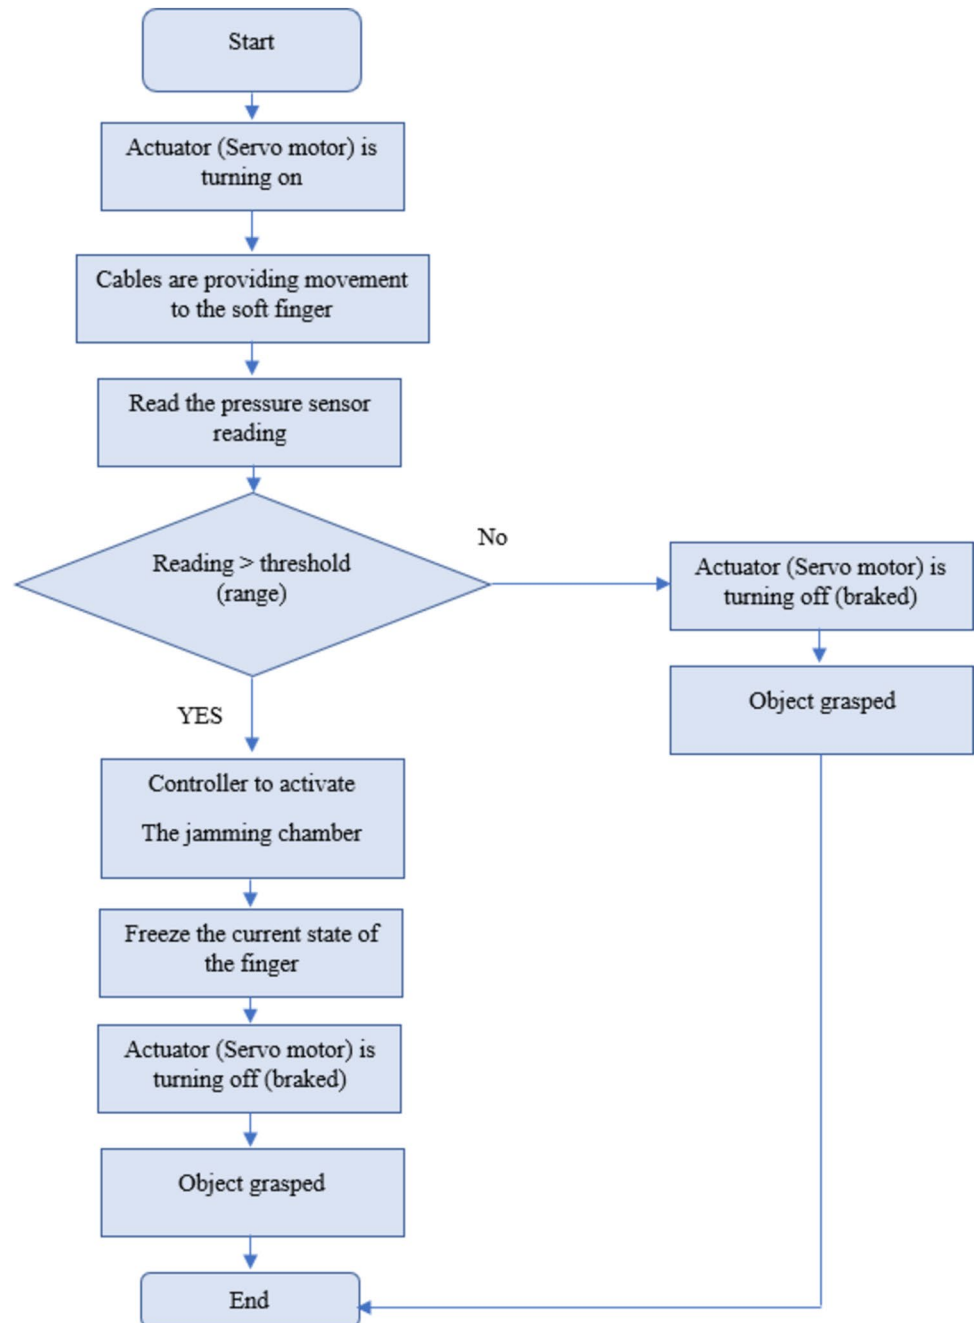 Start
Actuator (Servo motor) is
turning on
Cables are providing movement
to the soft finger
Read the pressure sensor
reading
Reading > threshold
(range)
No
Actuator (Servo motor) is
turning off (braked)
Object grasped
YES
Controller to activate
The jamming chamber
Freeze the current state of
the finger
Actuator (Servo motor) is
turning off (braked)
Object grasped
End